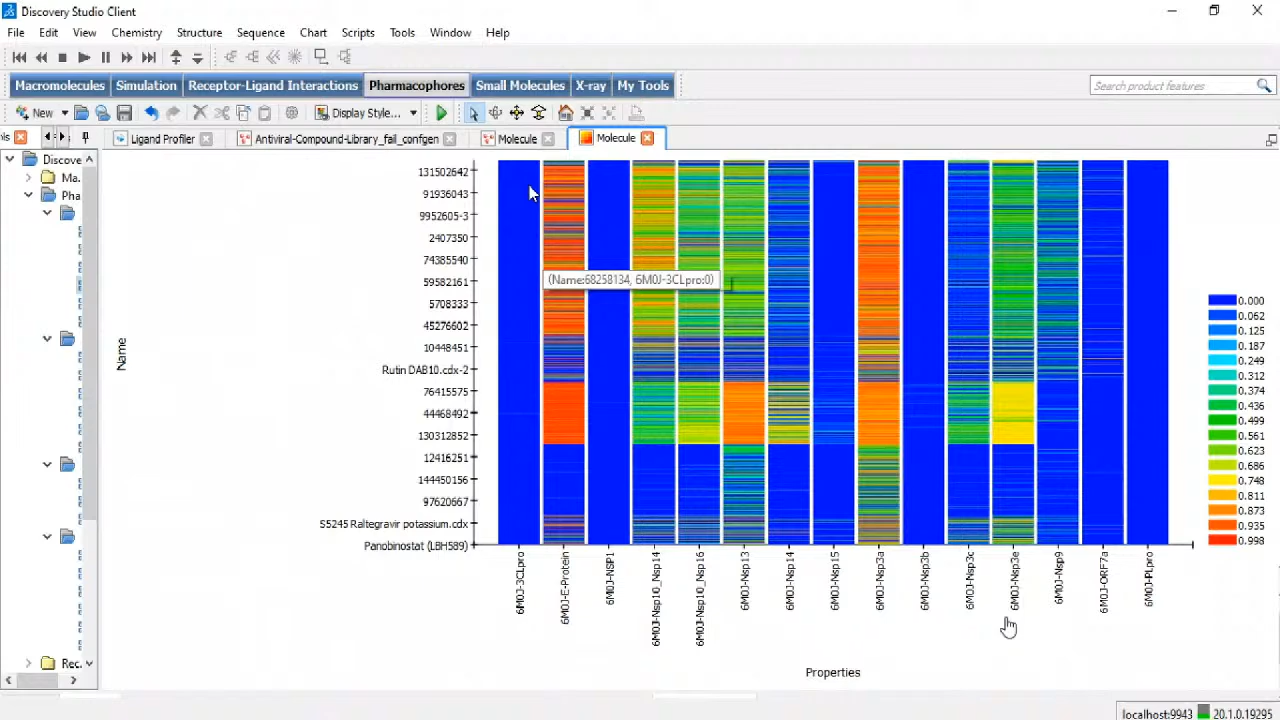 Discovery Studio Client
File Edit View Chemistry Structure Sequence Chart Scripts Tools Window Help
Macromolecules Simulation Receptor-Ligand Interactions Pharmacophores Small Molecules X-ray My Tools
Search product features
New Display Style...
Ligand Profiler Antiviral-Compound-Library_fail_confgen Molecule Molecule
Discove
Ma.
Pha
Rec.
Name
131502642
91936043
9952605-3
2407350
74385540
59582161
5708333
45276602
10448451
Rutin DAB10.cdx-2
76415575
44468492
130312852
12416251
144450156
97620667
S5245 Raltegravir potassium.cdx
Panobinostat (LBH589)
(Name:68258134, 6M0J-3CLpro:0)
0.000
0.062
0.125
0.187
0.249
0.312
0.374
0.436
0.499
0.561
0.623
0.686
0.748
0.811
0.873
0.935
0.998
6M0J-3CLpro
6M0J-E-Protein
6M0J-NSP1
6M0J-Nsp10_Nsp14
6M0J-Nsp10_Nsp16
6M0J-Nsp13
6M0J-Nsp14
6M0J-Nsp15
6M0J-Nsp3a
6M0J-Nsp3b
6M0J-Nsp3c
6M0J-Nsp3e
6M0J-Nsp9
6M0J-ORF7a
6M0J-PLpro
Properties
localhost:9943 20.1.0.19295